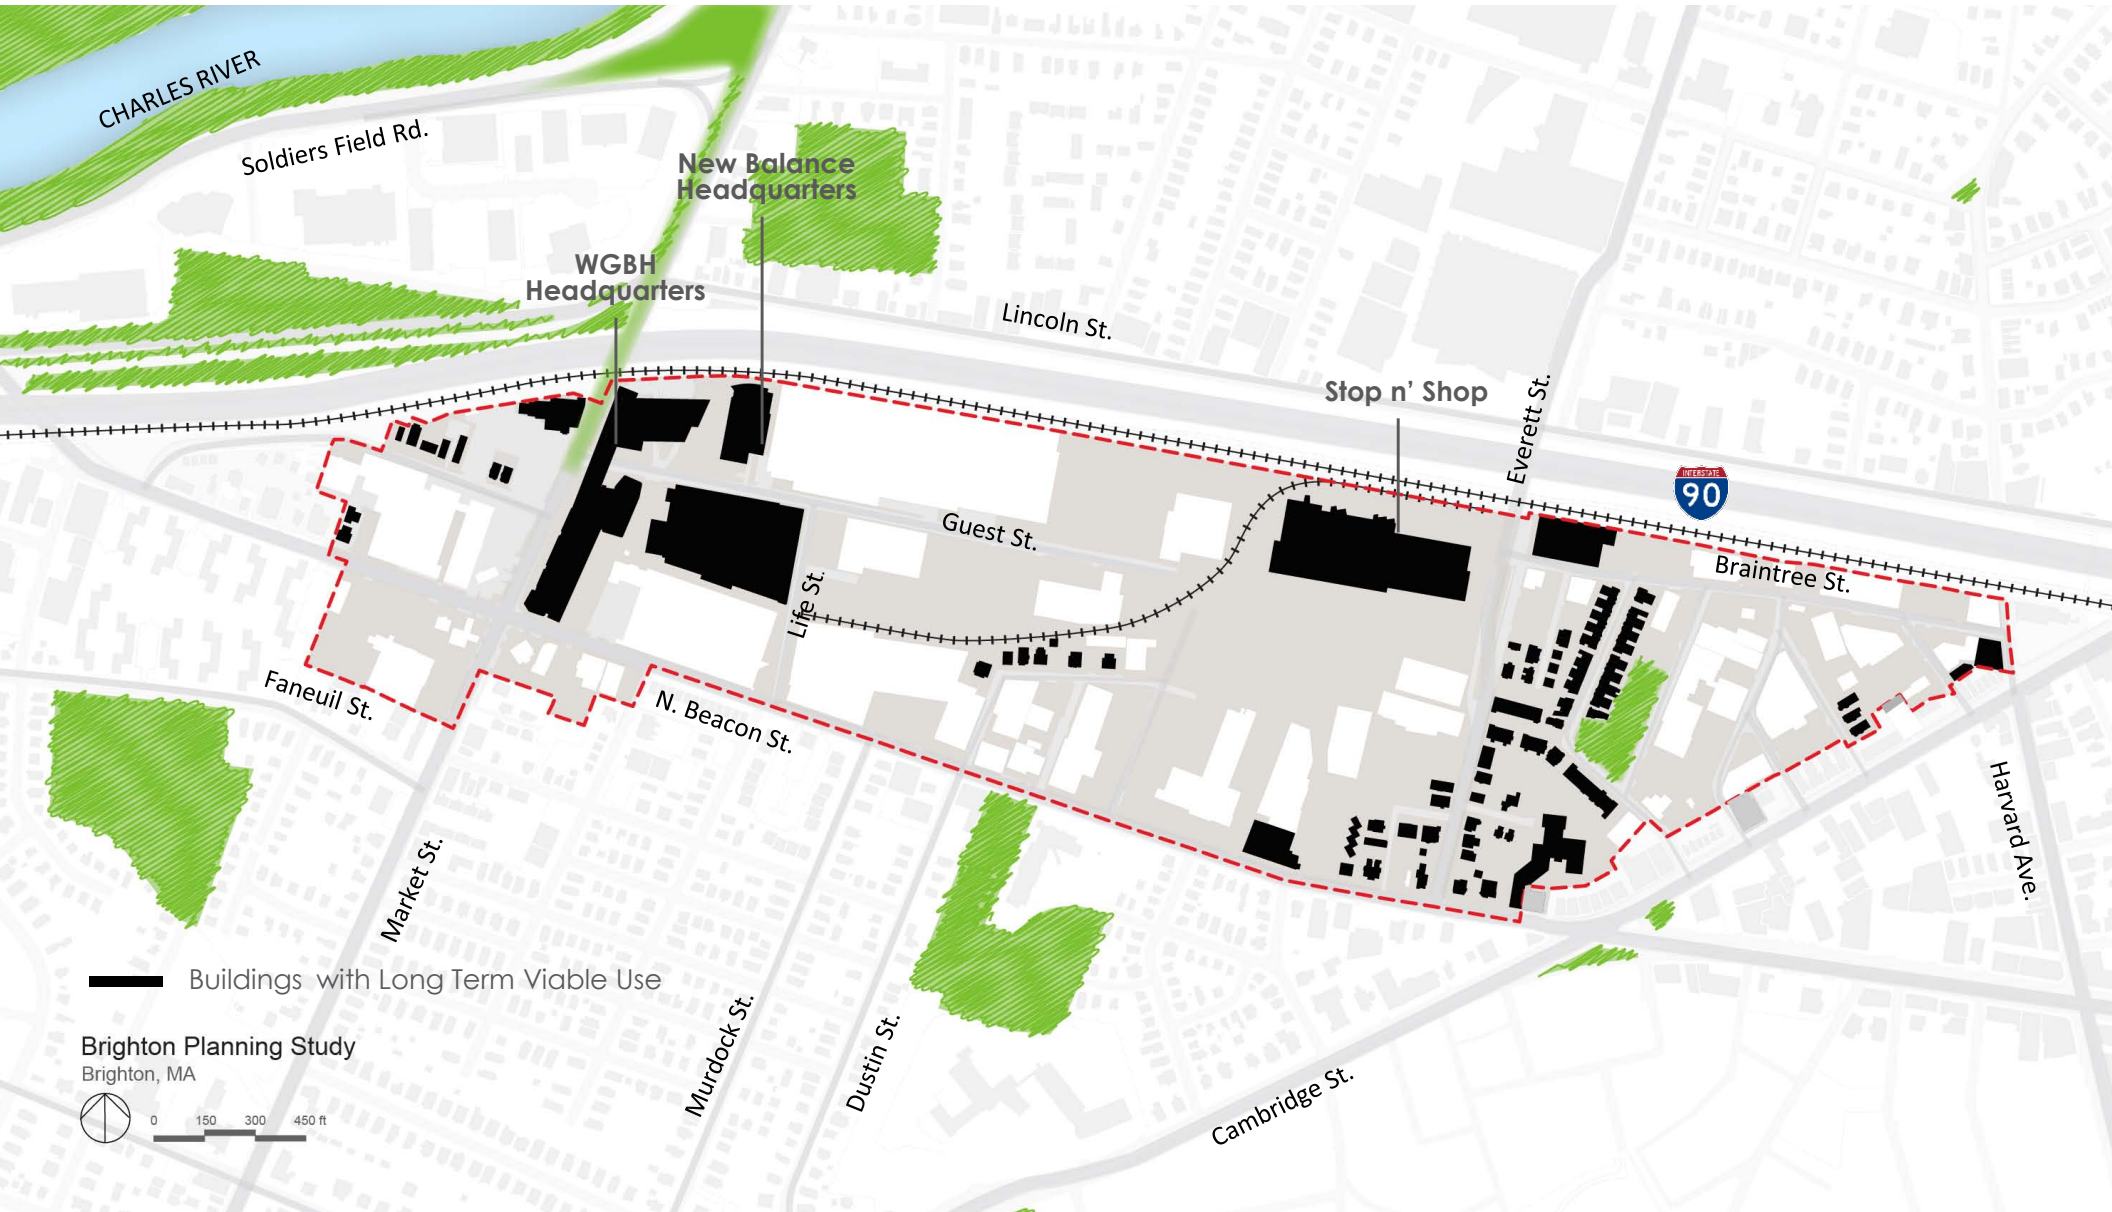 CHARLES RIVER
Soldiers Field Rd.
New Balance
Headquarters
WGBH
Headquarters
Lincoln St.
Stop n' Shop
Everett St.
INTERSTATE
90
Guest St.
Braintree St.
Life St.
Faneuil St.
N. Beacon St.
Harvard Ave.
Market St.
Buildings with Long Term Viable Use
Murdock St.
Dustin St.
Cambridge St.
Brighton Planning Study
Brighton, MA
0 150 300 450 ft